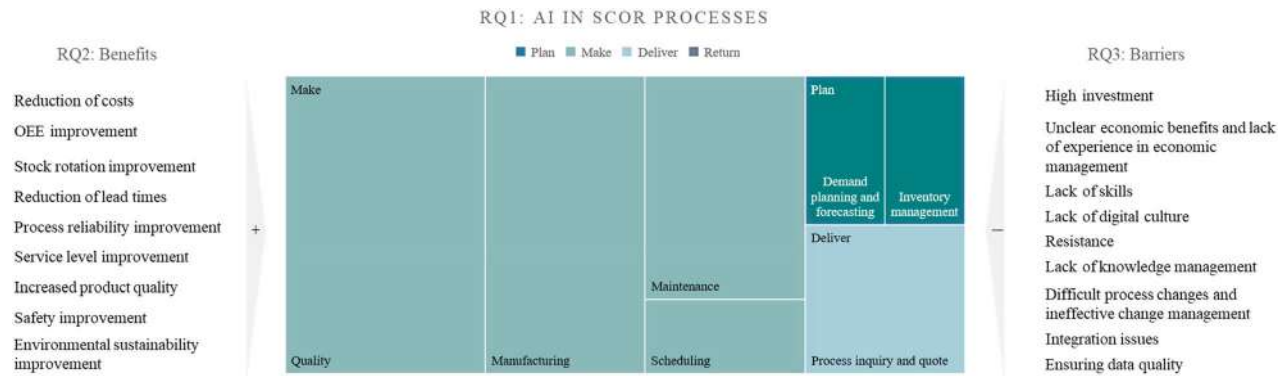 RQ1: AI IN SCOR PROCESSES
Plan Make Deliver Return
RQ2: Benefits
Reduction of costs
OEE improvement
Stock rotation improvement
Reduction of lead times
Process reliability improvement
Service level improvement
Increased product quality
Safety improvement
Environmental sustainability
improvement
+
Make
Quality
Manufacturing
Maintenance
Scheduling
Plan
Demand
planning and
forecasting
Inventory
management
Deliver
Process inquiry and quote
–
RQ3: Barriers
High investment
Unclear economic benefits and lack
of experience in economic
management
Lack of skills
Lack of digital culture
Resistance
Lack of knowledge management
Difficult process changes and
ineffective change management
Integration issues
Ensuring data quality